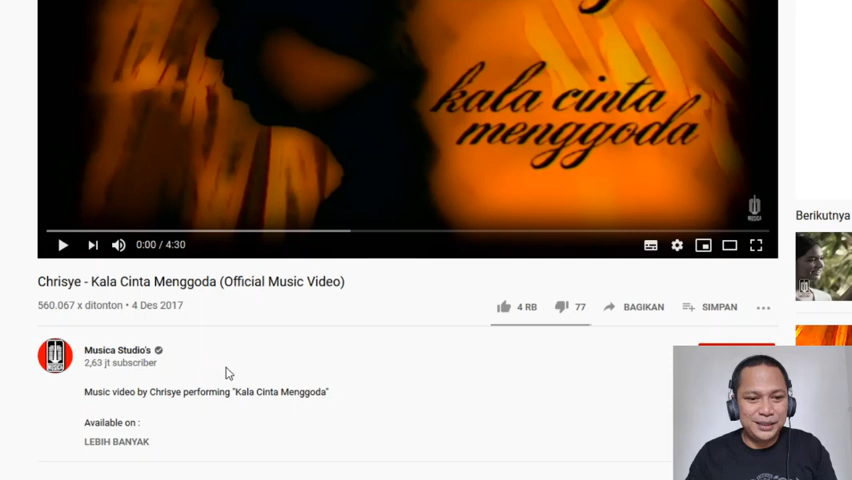 kala cinta
menggoda
MUSICA
0:00 / 4:30
Berikutnya
Chrisye - Kala Cinta Menggoda (Official Music Video)
560.067 x ditonton • 4 Des 2017
4 RB
77
BAGIKAN
SIMPAN
Musica Studio's
2,63 jt subscriber
Music video by Chrisye performing "Kala Cinta Menggoda"
Available on :
LEBIH BANYAK